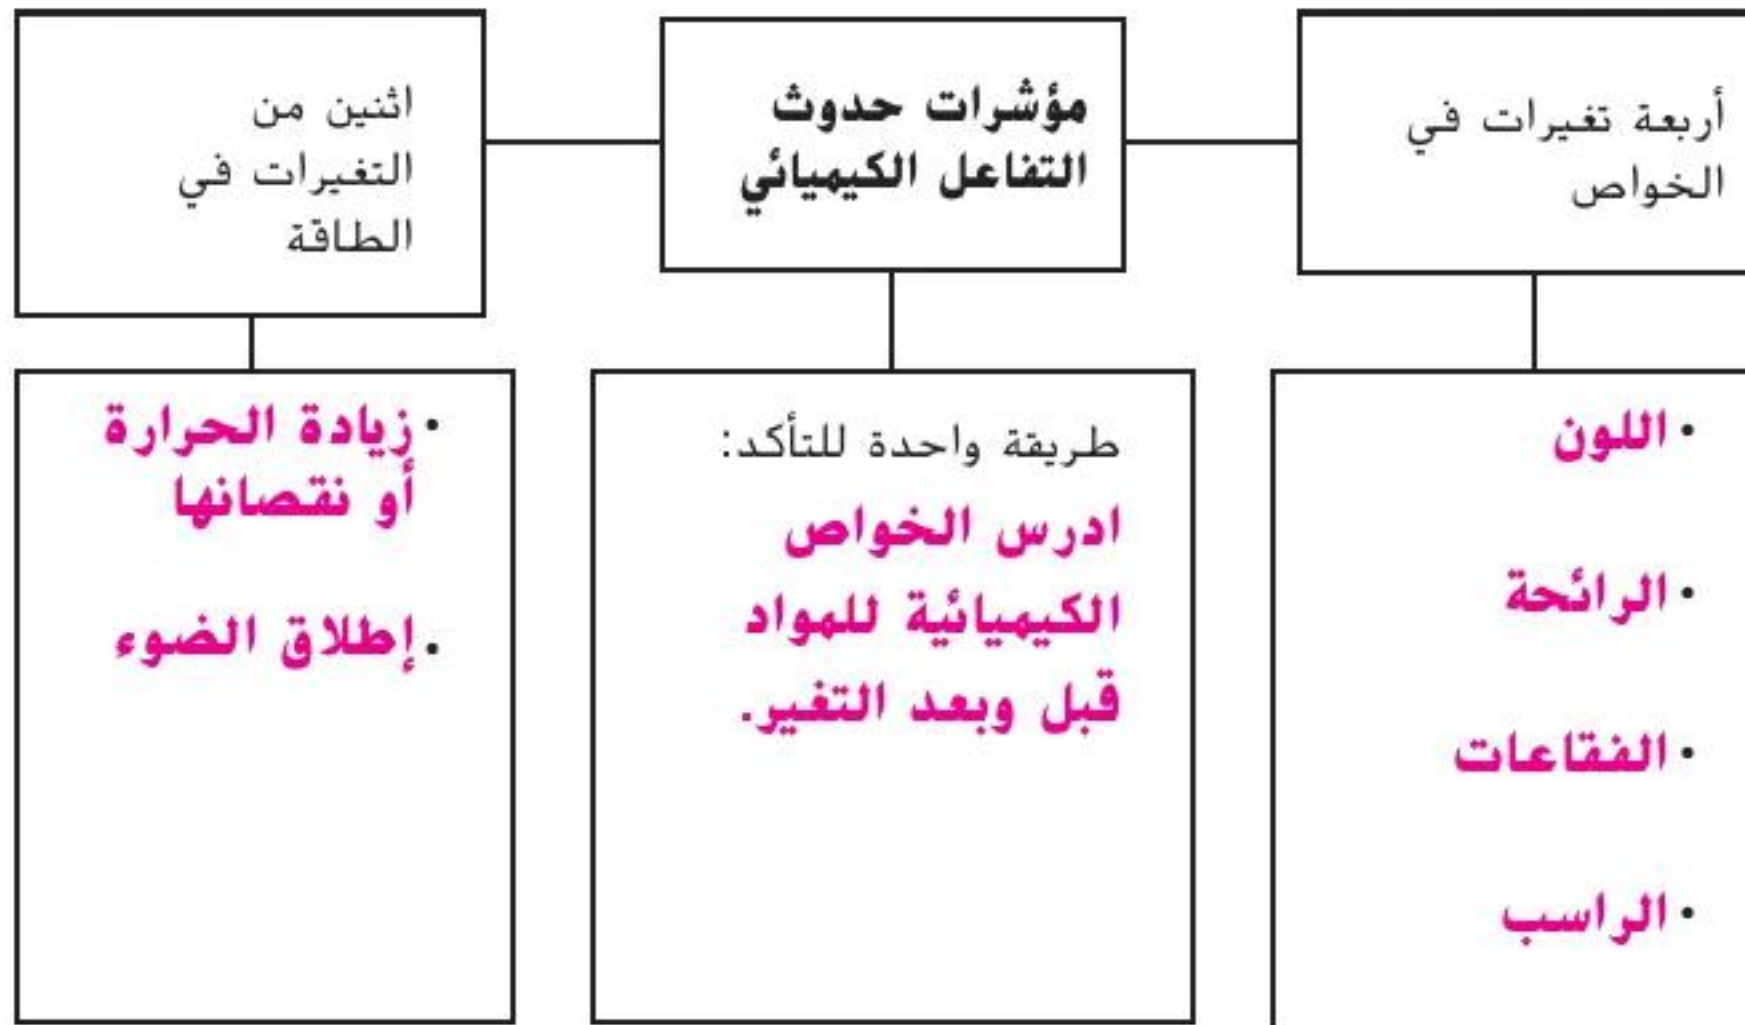 أربعة تغيرات في
الخواص
مؤشرات حدوث
التفاعل الكيميائي
اثنين من
التغيرات في
الطاقة
• اللون
• الرائحة
• الفقاعات
• الراسب
طريقة واحدة للتأكد:
ادرس الخواص
الكيميائية للمواد
قبل وبعد التغير.
• زيادة الحرارة
أو نقصانها
• إطلاق الضوء